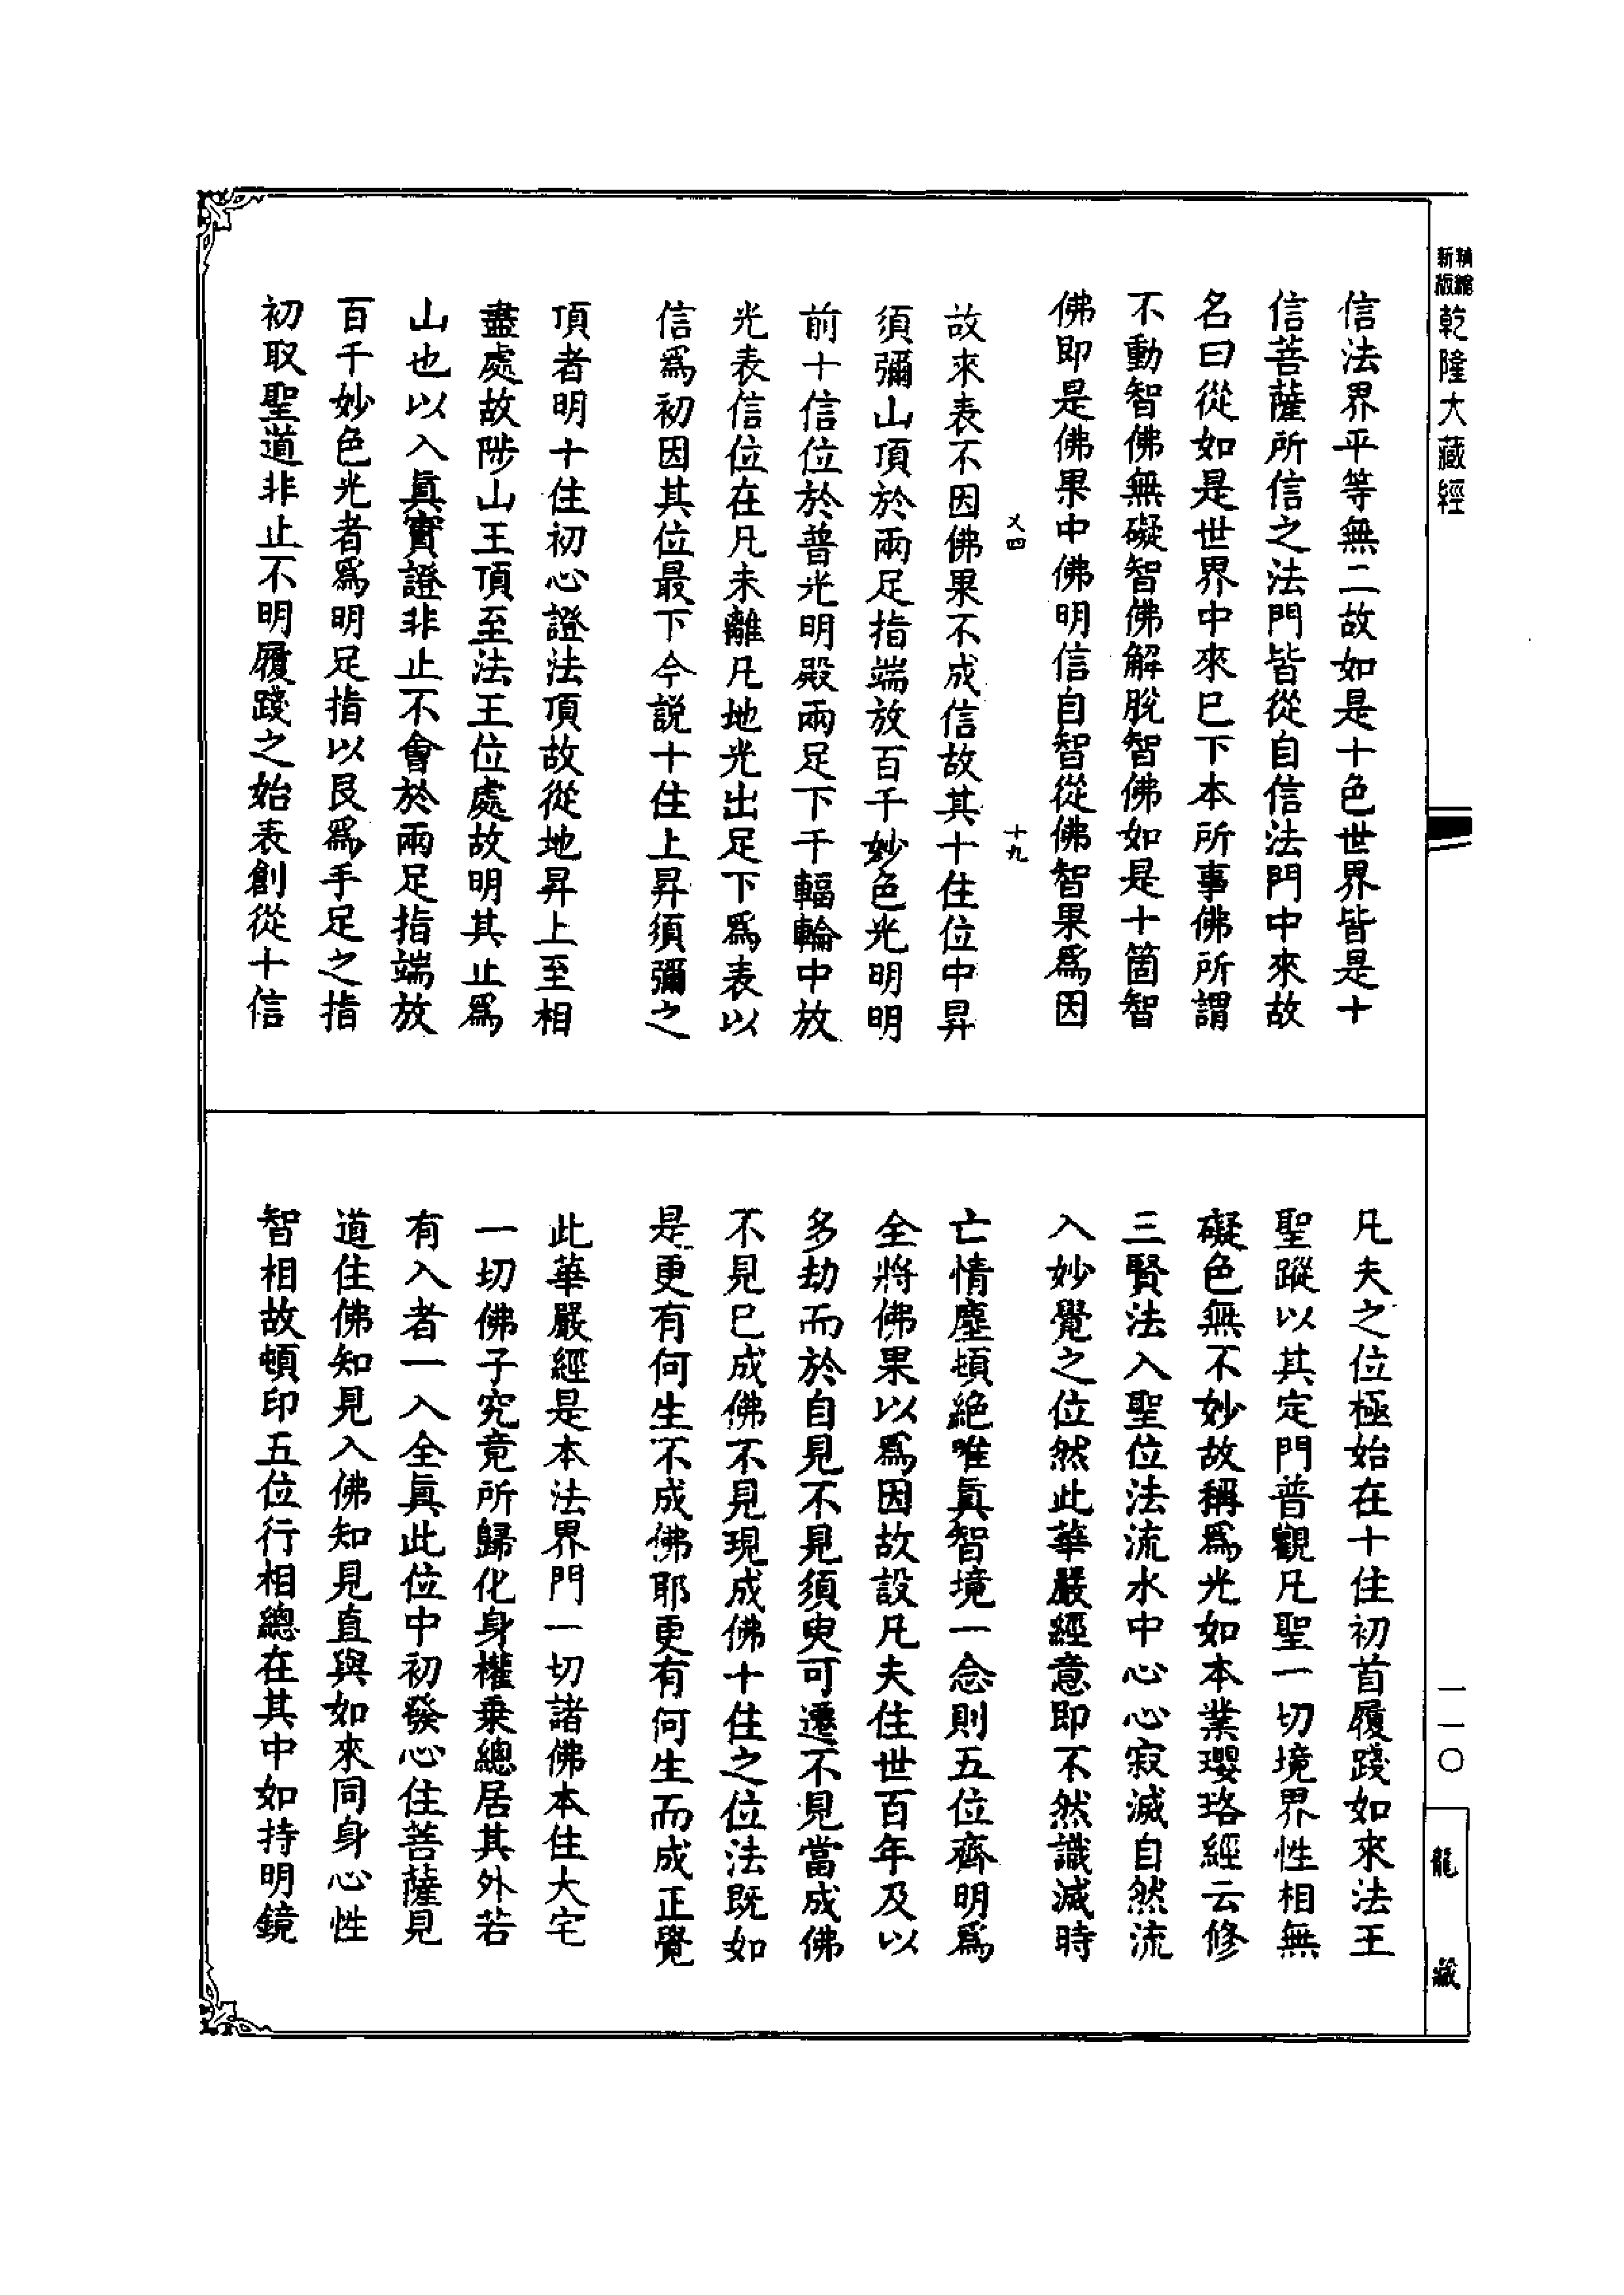 新版
精縮
乾隆大藏經
信法界平等無二故如是十色世界皆是十
信菩薩所信之法門皆從自信法門中來故
名曰從如是世界中來巳下本所事佛所謂
不動智佛無礙智佛解脫智佛如是十箇智
佛即是佛果中佛明信自智從佛智果爲因
乂四
十九
故來表不因佛果不成信故其十住位中昇
須彌山頂於兩足指端放百千妙色光明明
前十信位於普光明殿兩足下千輻輪中放
光表信位在凡未離凡地光出足下爲表以
信爲初因其位最下今説十住上昇須彌之
頂者明十住初心證法頂故從地昇上至相
盡處故陟山王頂至法王位處故明其止爲
山也以入眞實證非止不會於兩足指端放
百千妙色光者爲明足指以艮爲手足之指
初取聖道非止不明履踐之始表創從十信
凡夫之位極始在十住初首履踐如來法王
聖蹤以其定門普觀凡聖一切境界性相無
礙色無不妙故稱爲光如本業瓔珞經云修
三賢法入聖位法流水中心心寂滅自然流
入妙覺之位然此華嚴經意即不然識滅時
亡情塵頓絶唯眞智境一念則五位齊明爲
全將佛果以爲因故設凡夫住世百年及以
多劫而於自見不見須臾可遷不見當成佛
不見巳成佛不見現成佛十住之位法既如
是更有何生不成佛耶更有何生而成正覺
此華嚴經是本法界門一切諸佛本住大宅
一切佛子究竟所歸化身權乗總居其外若
有入者一入全眞此位中初發心住菩薩見
道住佛知見入佛知見直與如來同身心性
智相故頓印五位行相總在其中如持明鏡
一一〇
龍藏